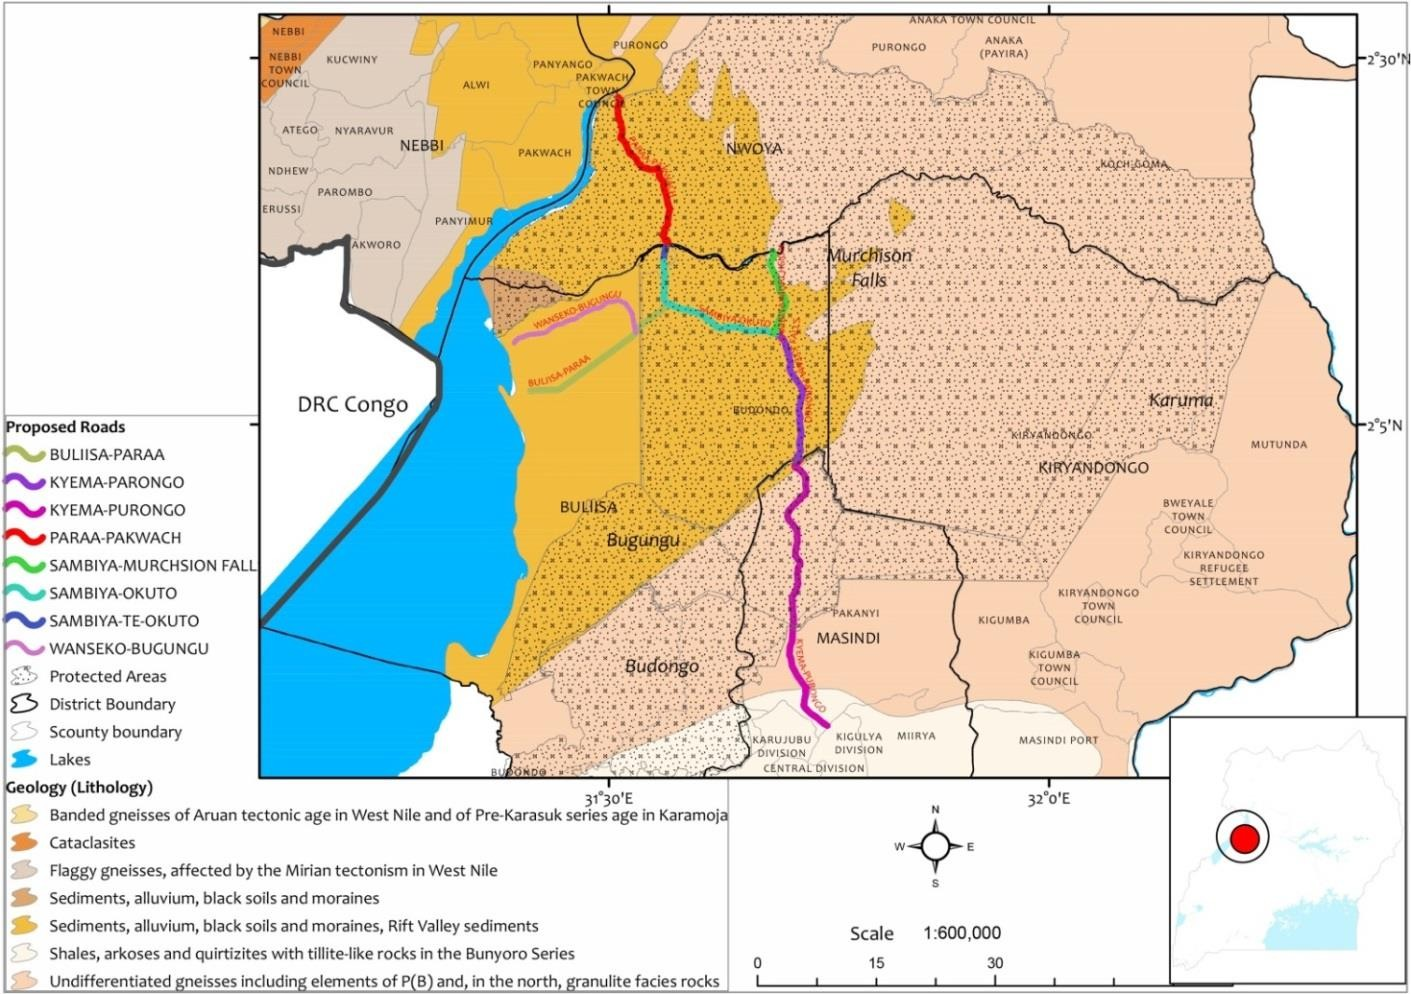 NEBBI
NEBBI
TOWN
COUNCIL
KUCWINY
ALWI
PANYANGO
PAKWACH
TOWN
COUNCIL
PURONGO
PURONGO
ANAKA TOWN COUNCIL
ANAKA
(PAYIRA)
2°30'N
ATEGO
NYARAVUR
NEBBI
PAKWACH
NWOYA
KOCH GOMA
NDHEW
PAROMBO
ERUSSI
PANYIMUR
AKWORO
Murchison
Falls
WANSEKO-BUGUNGU
SAMBIYA-OKUTO
BULIISA-PARAA
BUDONDO
DRC Congo
Karuma
2°5'N
KIRYANDONGO
MUTUNDA
KIRYANDONGO
BULIISA
Bugungu
BWEYALE
TOWN
COUNCIL
KIRYANDONGO
REFUGEE
SETTLEMENT
KIRYANDONGO
TOWN
COUNCIL
PAKANYI
MASINDI
KIGUMBA
KIGUMBA
TOWN
COUNCIL
Budongo
KYEMA-PURONGO
KARUJUBU
DIVISION
KIGULYA
DIVISION
MIIRYA
MASINDI PORT
CENTRAL DIVISION
BUDONDO
31°30'E
32°0'E
Proposed Roads
BULIISA-PARAA
KYEMA-PARONGO
KYEMA-PURONGO
PARAA-PAKWACH
SAMBIYA-MURCHSION FALL
SAMBIYA-OKUTO
SAMBIYA-TE-OKUTO
WANSEKO-BUGUNGU
Protected Areas
District Boundary
Scounty boundary
Lakes
Geology (Lithology)
Banded gneisses of Aruan tectonic age in West Nile and of Pre-Karasuk series age in Karamoja
Cataclasites
Flaggy gneisses, affected by the Mirian tectonism in West Nile
Sediments, alluvium, black soils and moraines
Sediments, alluvium, black soils and moraines, Rift Valley sediments
Shales, arkoses and quirtizites with tillite-like rocks in the Bunyoro Series
Undifferentiated gneisses including elements of P(B) and, in the north, granulite facies rocks
N
W
E
S
Scale 1:600,000
0 15 30